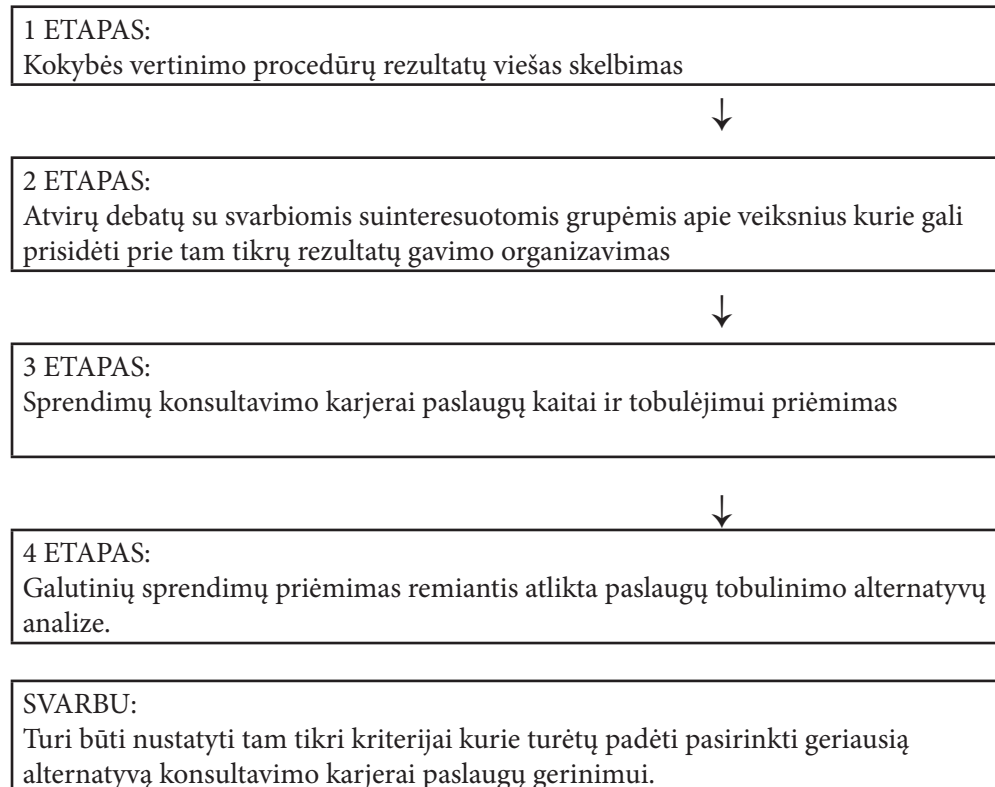 1 ETAPAS:
Kokybės vertinimo procedūrų rezultatų viešas skelbimas
↓
2 ETAPAS:
Atvirų debatų su svarbiomis suinteresuotomis grupėmis apie veiksnius kurie gali
prisidėti prie tam tikrų rezultatų gavimo organizavimas
↓
3 ETAPAS:
Sprendimų konsultavimo karjerai paslaugų kaitai ir tobulėjimui priėmimas
↓
4 ETAPAS:
Galutinių sprendimų priėmimas remiantis atlikta paslaugų tobulinimo alternatyvų
analize.
SVARBU:
Turi būti nustatyti tam tikri kriterijai kurie turėtų padėti pasirinkti geriausią
alternatyvą konsultavimo karjerai paslaugų gerinimui.